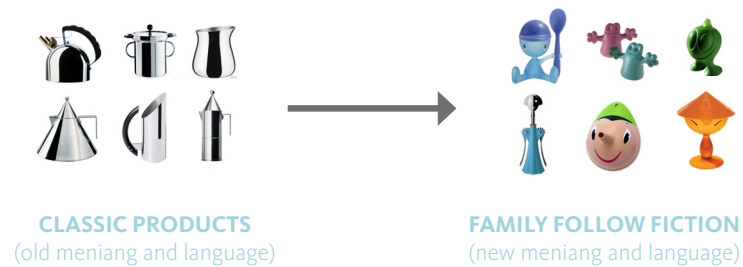 CLASSIC PRODUCTS
(old meniang and language)
FAMILY FOLLOW FICTION
(new meniang and language)